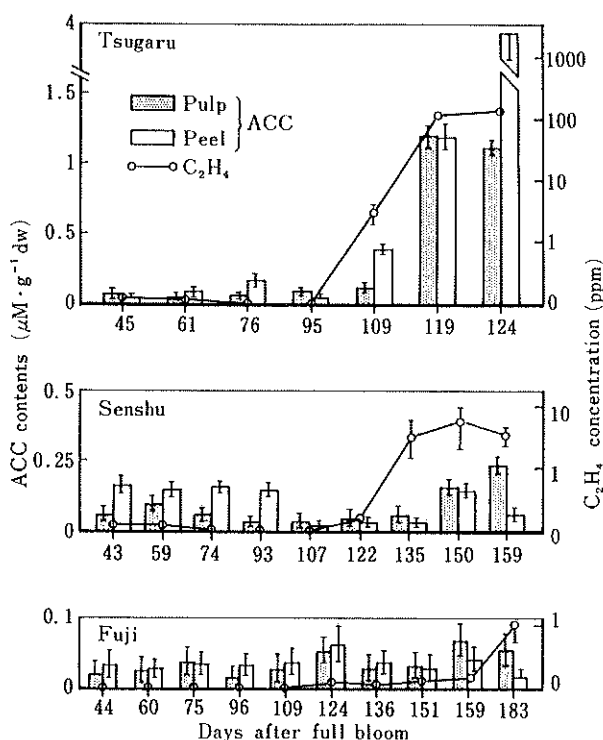 Tsugaru
4
1.5
1
0.5
0
1000
100
10
1
0
Pulp
Peel
ACC
C₂H₄
45 61 76 95 109 119 124
ACC contents (μM·g⁻¹ dw)
C₂H₄ concentration (ppm)
Senshu
0.5
0.25
0
10
1
0
43 59 74 93 107 122 135 150 159
Fuji
0.1
0
1
0
44 60 75 96 109 124 136 151 159 183
Days after full bloom